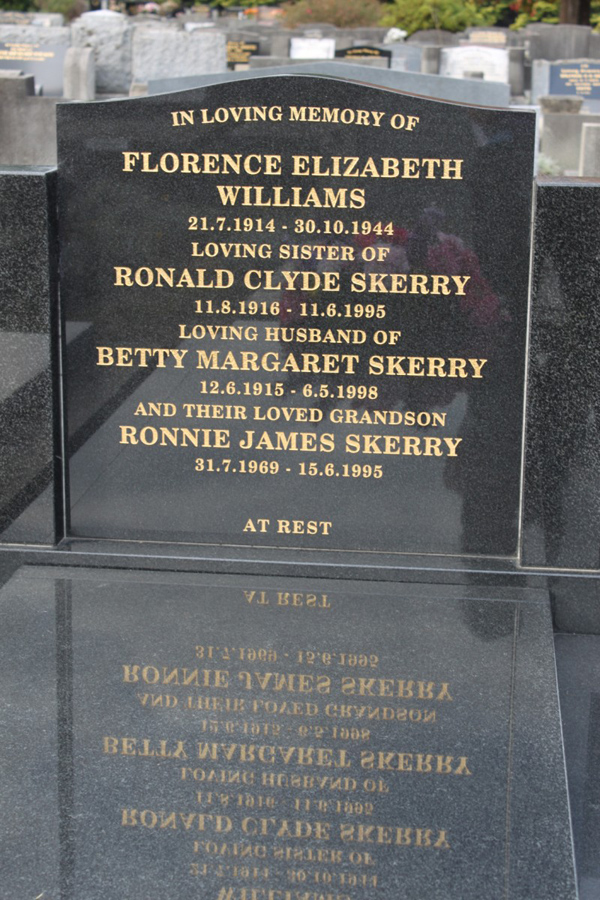 IN LOVING MEMORY OF
FLORENCE ELIZABETH
WILLIAMS
21.7.1914 - 30.10.1944
LOVING SISTER OF
RONALD CLYDE SKERRY
11.8.1916 - 11.6.1995
LOVING HUSBAND OF
BETTY MARGARET SKERRY
12.6.1915 - 6.5.1998
AND THEIR LOVED GRANDSON
RONNIE JAMES SKERRY
31.7.1969 - 15.6.1995
AT REST